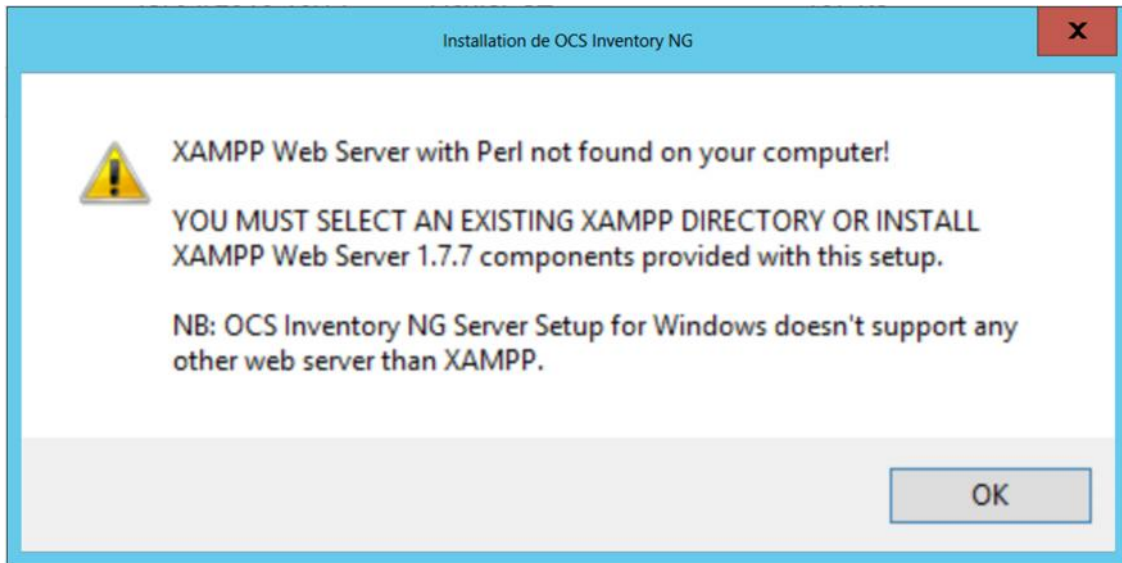 Installation de OCS Inventory NG
x
XAMPP Web Server with Perl not found on your computer!
YOU MUST SELECT AN EXISTING XAMPP DIRECTORY OR INSTALL
XAMPP Web Server 1.7.7 components provided with this setup.
NB: OCS Inventory NG Server Setup for Windows doesn't support any
other web server than XAMPP.
OK